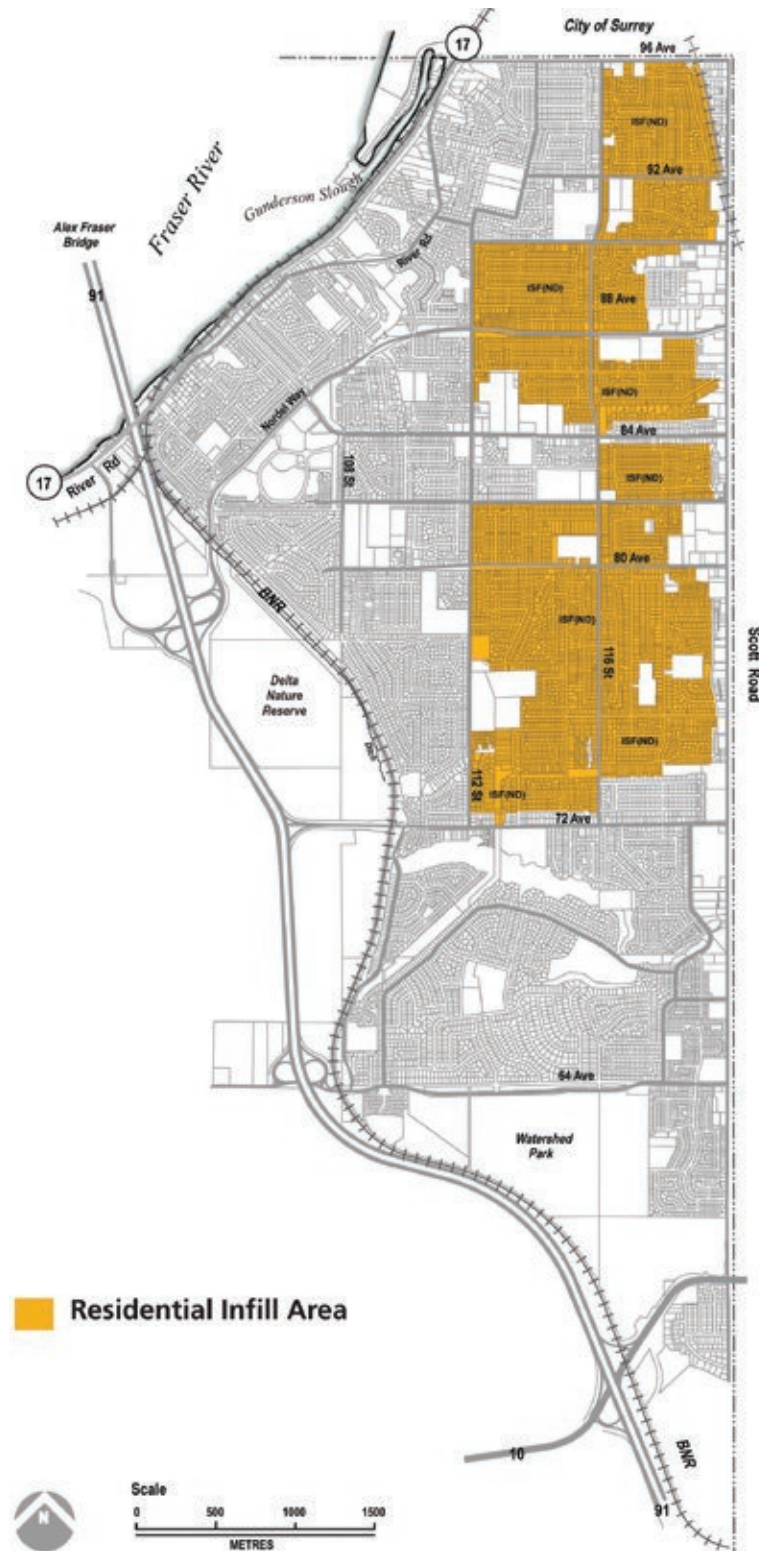 City of Surrey
17
96 Ave
ISF(ND)
Fraser River
Gunderson Slough
92 Ave
Alex Fraser
Bridge
River Rd
91
ISF(ND)
88 Ave
Nordel Way
ISF(ND)
84 Ave
17
River Rd
108 St
ISF(ND)
80 Ave
BNR
ISF(ND)
116 St
Scott Road
Delta
Nature
Reserve
ISF(ND)
112 St
ISF(ND)
72 Ave
64 Ave
Watershed
Park
Residential Infill Area
10
BNR
91
N
Scale
0 500 1000 1500
METRES